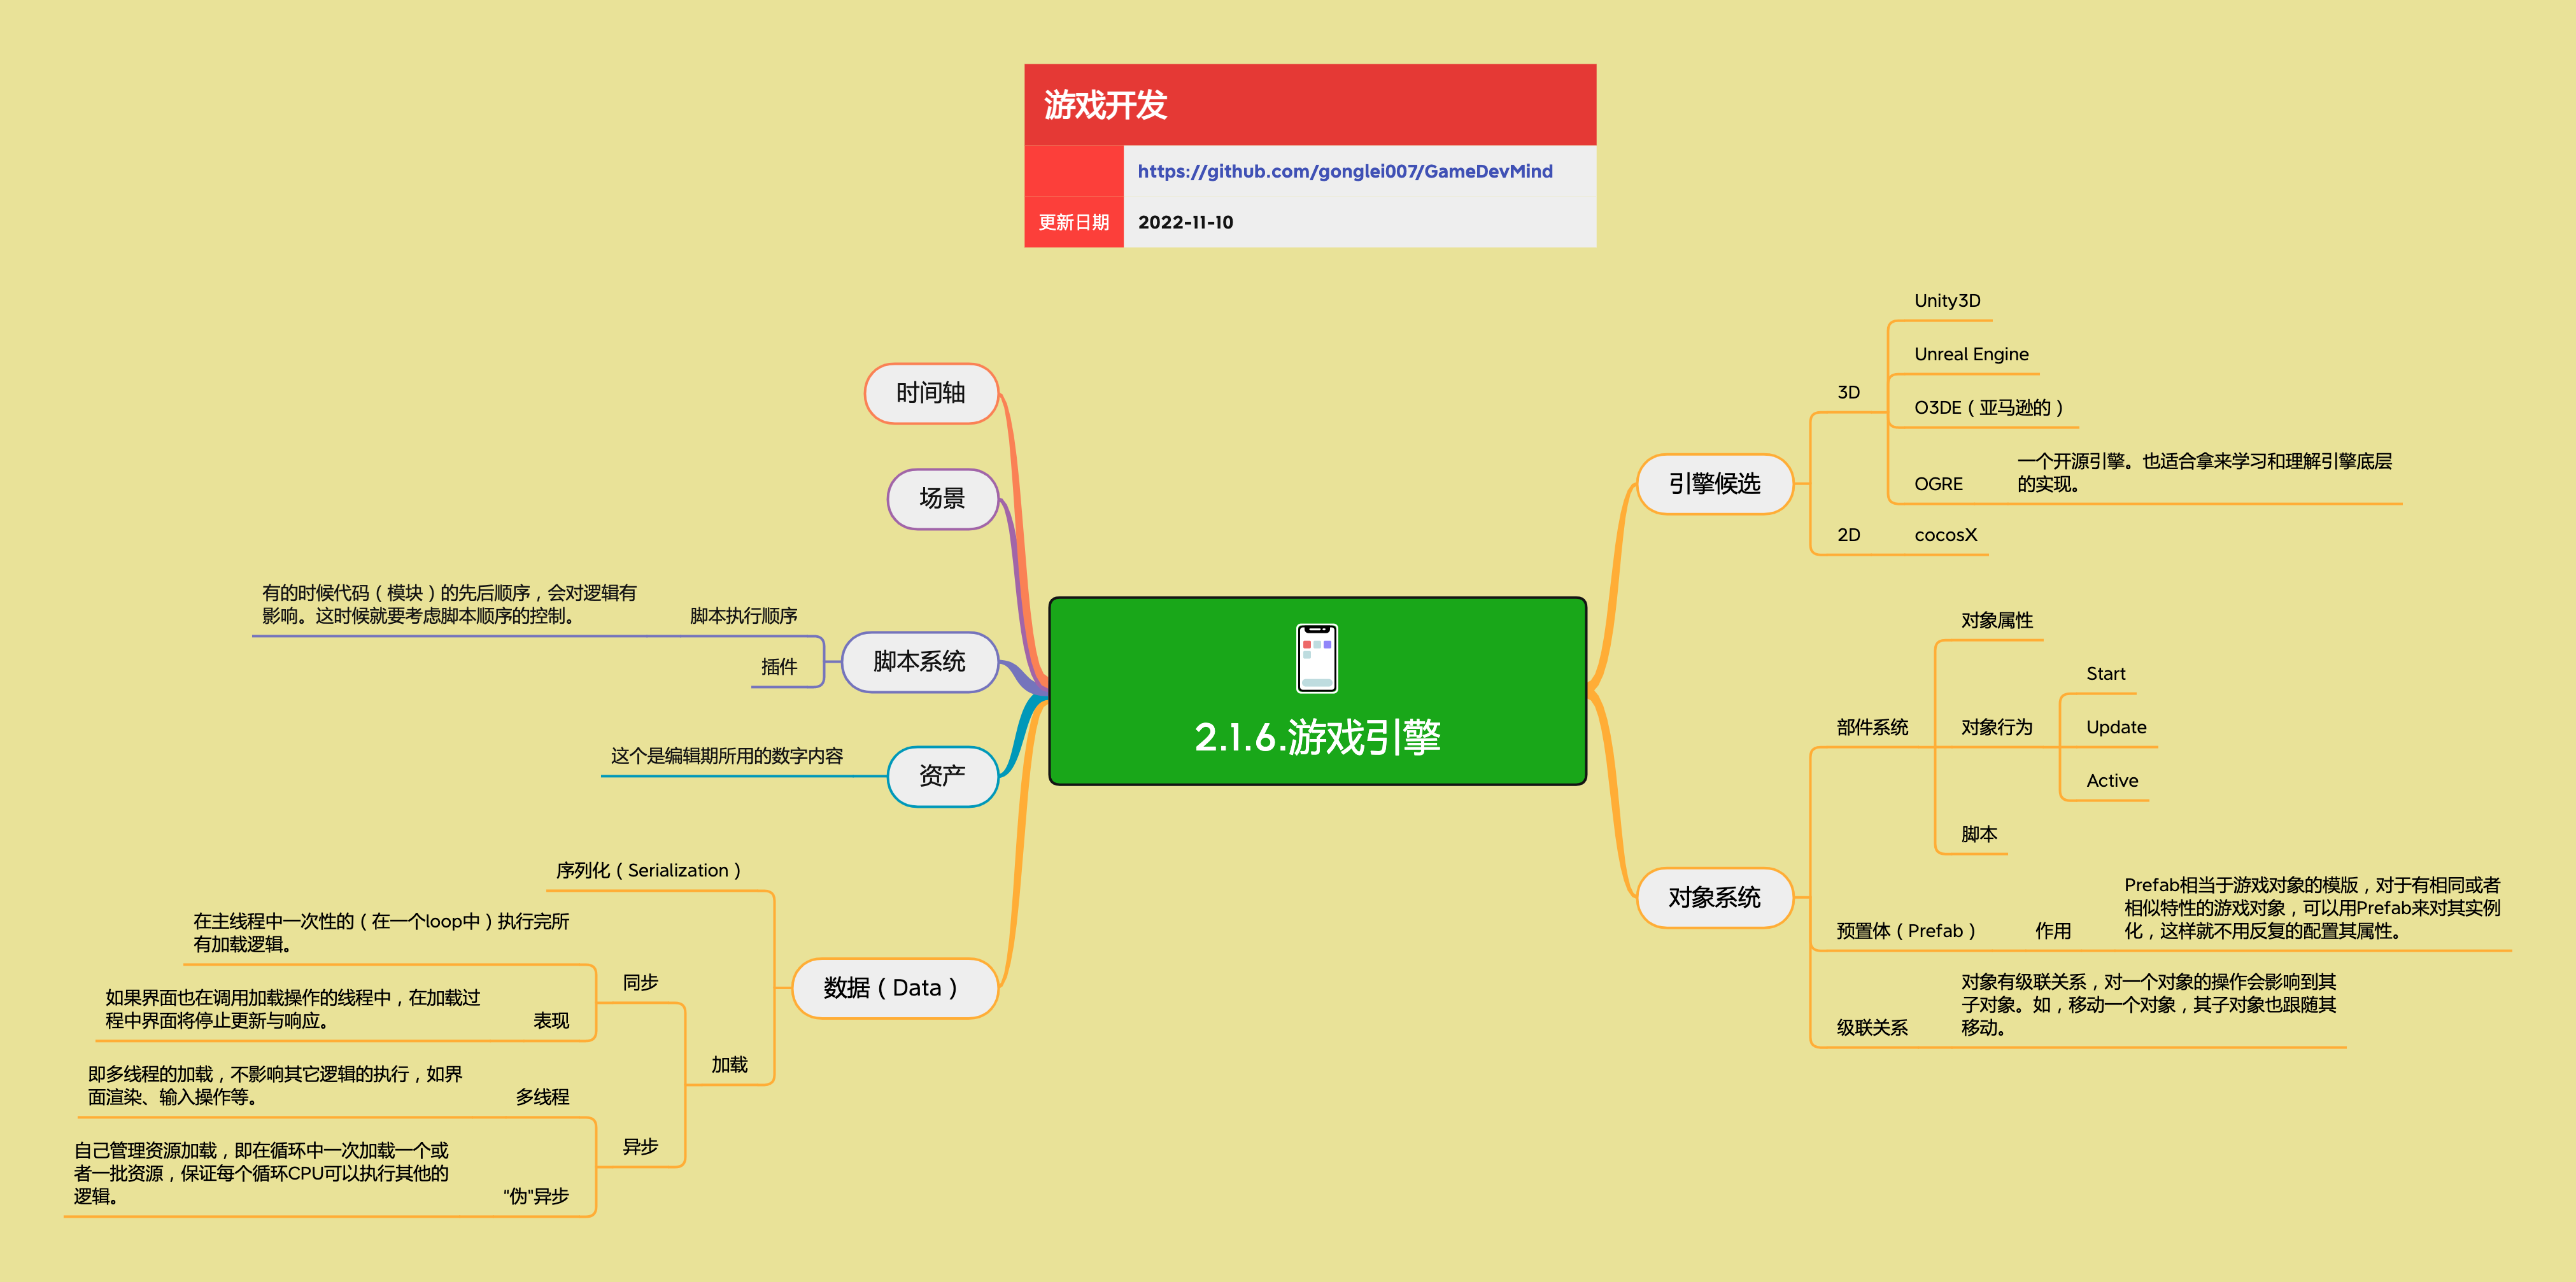 游戏开发
https://github.com/gonglei007/GameDevMind
更新日期
2022-11-10
2.1.6.游戏引擎
引擎候选
3D
Unity3D
Unreal Engine
O3DE（亚马逊的）
OGRE
一个开源引擎。也适合拿来学习和理解引擎底层
的实现。
2D
cocosX
对象系统
部件系统
对象属性
对象行为
Start
Update
Active
脚本
预置体（Prefab）
作用
Prefab相当于游戏对象的模版，对于有相同或者
相似特性的游戏对象，可以用Prefab来对其实例
化，这样就不用反复的配置其属性。
级联关系
对象有级联关系，对一个对象的操作会影响到其
子对象。如，移动一个对象，其子对象也跟随其
移动。
时间轴
场景
脚本系统
脚本执行顺序
有的时候代码（模块）的先后顺序，会对逻辑有
影响。这时候就要考虑脚本顺序的控制。
插件
资产
这个是编辑期所用的数字内容
数据（Data）
序列化（Serialization）
加载
同步
在主线程中一次性的（在一个loop中）执行完所
有加载逻辑。
表现
如果界面也在调用加载操作的线程中，在加载过
程中界面将停止更新与响应。
异步
多线程
即多线程的加载，不影响其它逻辑的执行，如界
面渲染、输入操作等。
"伪"异步
自己管理资源加载，即在循环中一次加载一个或
者一批资源，保证每个循环CPU可以执行其他的
逻辑。